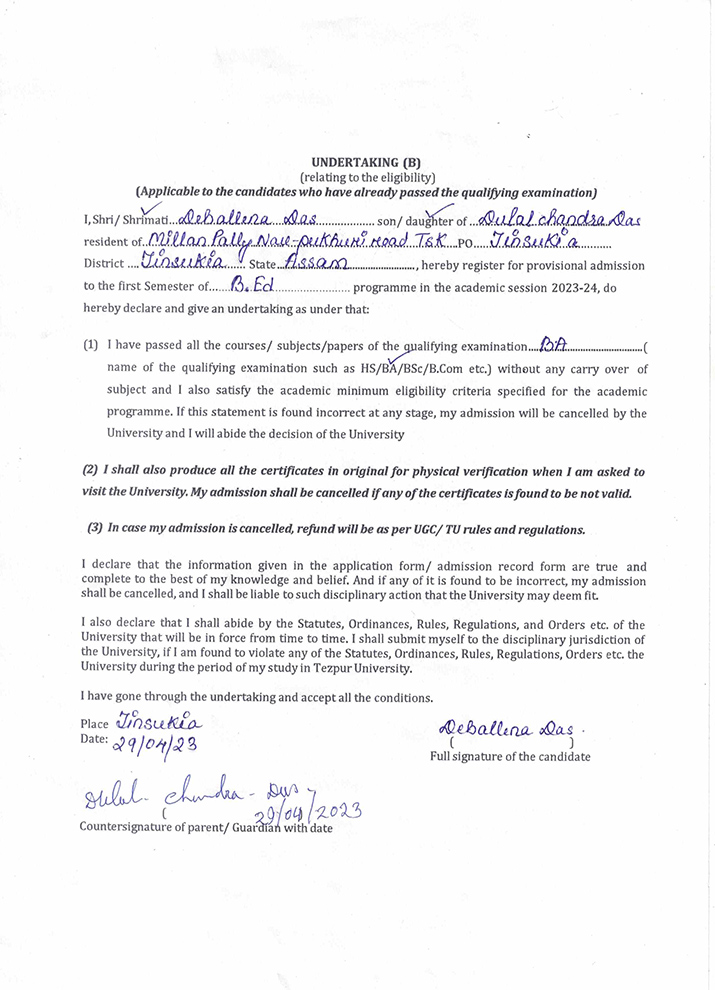 UNDERTAKING (B)
(relating to the eligibility)
(Applicable to the candidates who have already passed the qualifying examination)
I, Shri/ Shrimati...Deballena Das.................. son/ daughter of ...Dulal chandra Das
resident of..Millan Pally Naw-pukhuri road Tsk...PO.....Tinsukia..........
District ....Tinsukia...... State...Assam......................, hereby register for provisional admission
to the first Semester of......B.Ed....................... programme in the academic session 2023-24, do
hereby declare and give an undertaking as under that:
(1) I have passed all the courses/ subjects/papers of the qualifying examination....BA.............................(
name of the qualifying examination such as HS/BA/BSc/B.Com etc.) without any carry over of
subject and I also satisfy the academic minimum eligibility criteria specified for the academic
programme. If this statement is found incorrect at any stage, my admission will be cancelled by the
University and I will abide the decision of the University
(2) I shall also produce all the certificates in original for physical verification when I am asked to
visit the University. My admission shall be cancelled if any of the certificates is found to be not valid.
(3) In case my admission is cancelled, refund will be as per UGC/ TU rules and regulations.
I declare that the information given in the application form/ admission record form are true and
complete to the best of my knowledge and belief. And if any of it is found to be incorrect, my admission
shall be cancelled, and I shall be liable to such disciplinary action that the University may deem fit.
I also declare that I shall abide by the Statutes, Ordinances, Rules, Regulations, and Orders etc. of the
University that will be in force from time to time. I shall submit myself to the disciplinary jurisdiction of
the University, if I am found to violate any of the Statutes, Ordinances, Rules, Regulations, Orders etc. the
University during the period of my study in Tezpur University.
I have gone through the undertaking and accept all the conditions.
Place Tinsukia
Date: 29/04/23
Deballena Das.
( )
Full signature of the candidate
Dulal Chandra Das
( 29/04/2023
Countersignature of parent/ Guardian with date